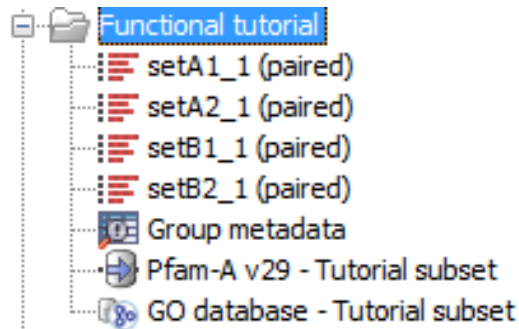 Functional tutorial
setA1_1 (paired)
setA2_1 (paired)
setB1_1 (paired)
setB2_1 (paired)
Group metadata
Pfam-A v29 - Tutorial subset
GO database - Tutorial subset